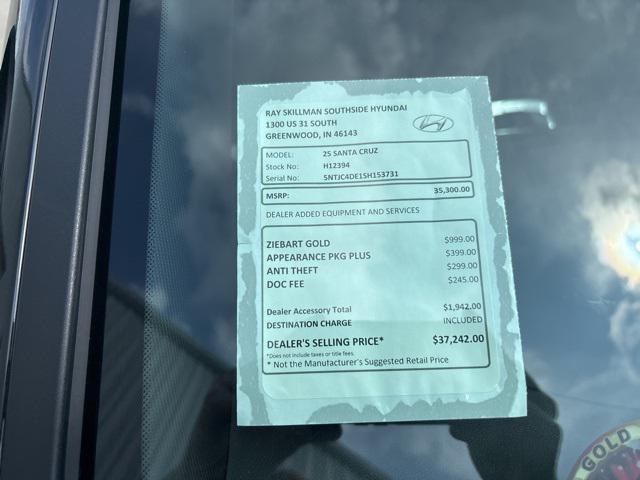 RAY SKILLMAN SOUTHSIDE HYUNDAI
1300 US 31 SOUTH
GREENWOOD, IN 46143
MODEL: 25 SANTA CRUZ
Stock No: H12394
Serial No: 5NTJC4DE1SH153731
MSRP: 35,300.00
DEALER ADDED EQUIPMENT AND SERVICES
ZIEBART GOLD $999.00
APPEARANCE PKG PLUS $399.00
ANTI THEFT $299.00
DOC FEE $245.00
Dealer Accessory Total $1,942.00
DESTINATION CHARGE INCLUDED
DEALER'S SELLING PRICE* $37,242.00
*Does not include taxes or title fees.
* Not the Manufacturer's Suggested Retail Price
GOLD